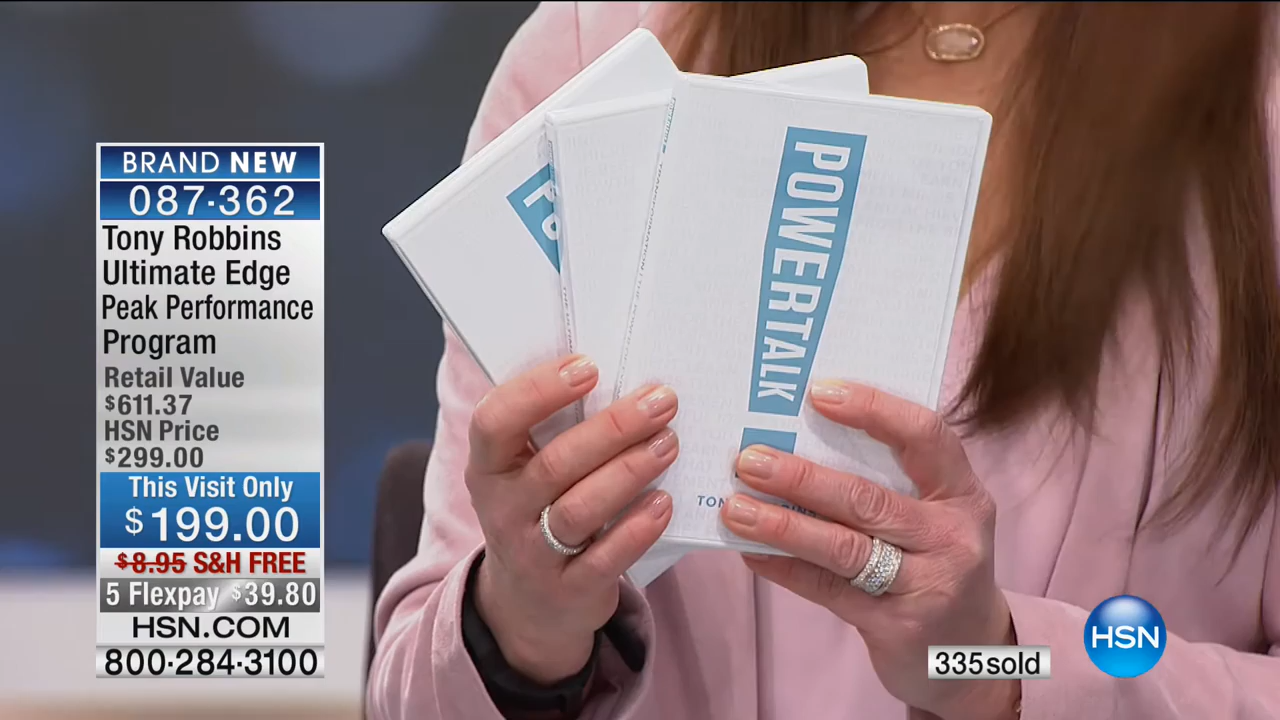 BRAND NEW
087·362
Tony Robbins
Ultimate Edge
Peak Performance
Program
Retail Value
$611.37
HSN Price
$299.00
This Visit Only
$199.00
$8.95 S&H FREE
5 Flexpay $39.80
HSN.COM
800·284·3100
POWERTALK
335 sold
HSN